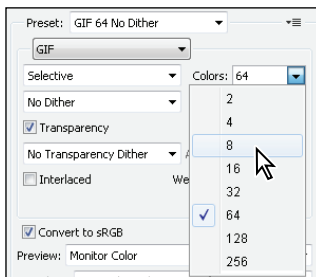 Preset: GIF 64 No Dither
GIF
Selective Colors: 64
No Dither
Transparency
No Transparency Dither
Interlaced We
Convert to sRGB
Preview: Monitor Color
2
4
8
16
32
64
128
256